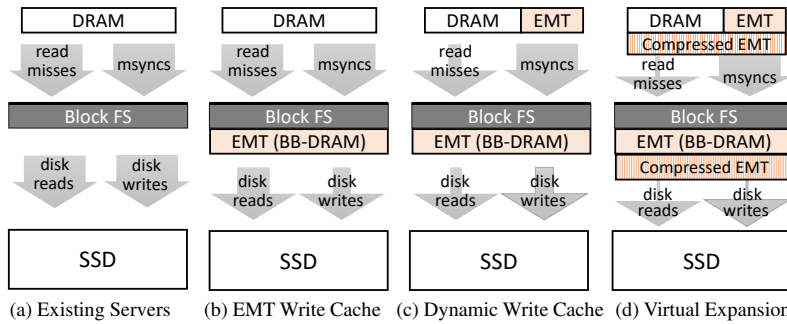 DRAM
read misses
msyncs
Block FS
disk reads
disk writes
SSD
(a) Existing Servers
DRAM
read misses
msyncs
Block FS
EMT (BB-DRAM)
disk reads
disk writes
SSD
(b) EMT Write Cache
DRAM
EMT
read misses
msyncs
Block FS
EMT (BB-DRAM)
disk reads
disk writes
SSD
(c) Dynamic Write Cache
DRAM
EMT
Compressed EMT
read misses
msyncs
Block FS
EMT (BB-DRAM)
Compressed EMT
disk reads
disk writes
SSD
(d) Virtual Expansion